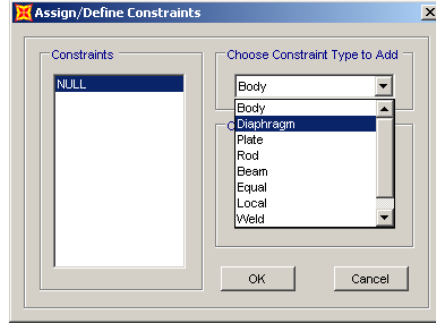 Assign/Define Constraints
Constraints
NULL
Choose Constraint Type to Add
Body
Body
Diaphragm
Plate
Rod
Beam
Equal
Local
Weld
OK
Cancel